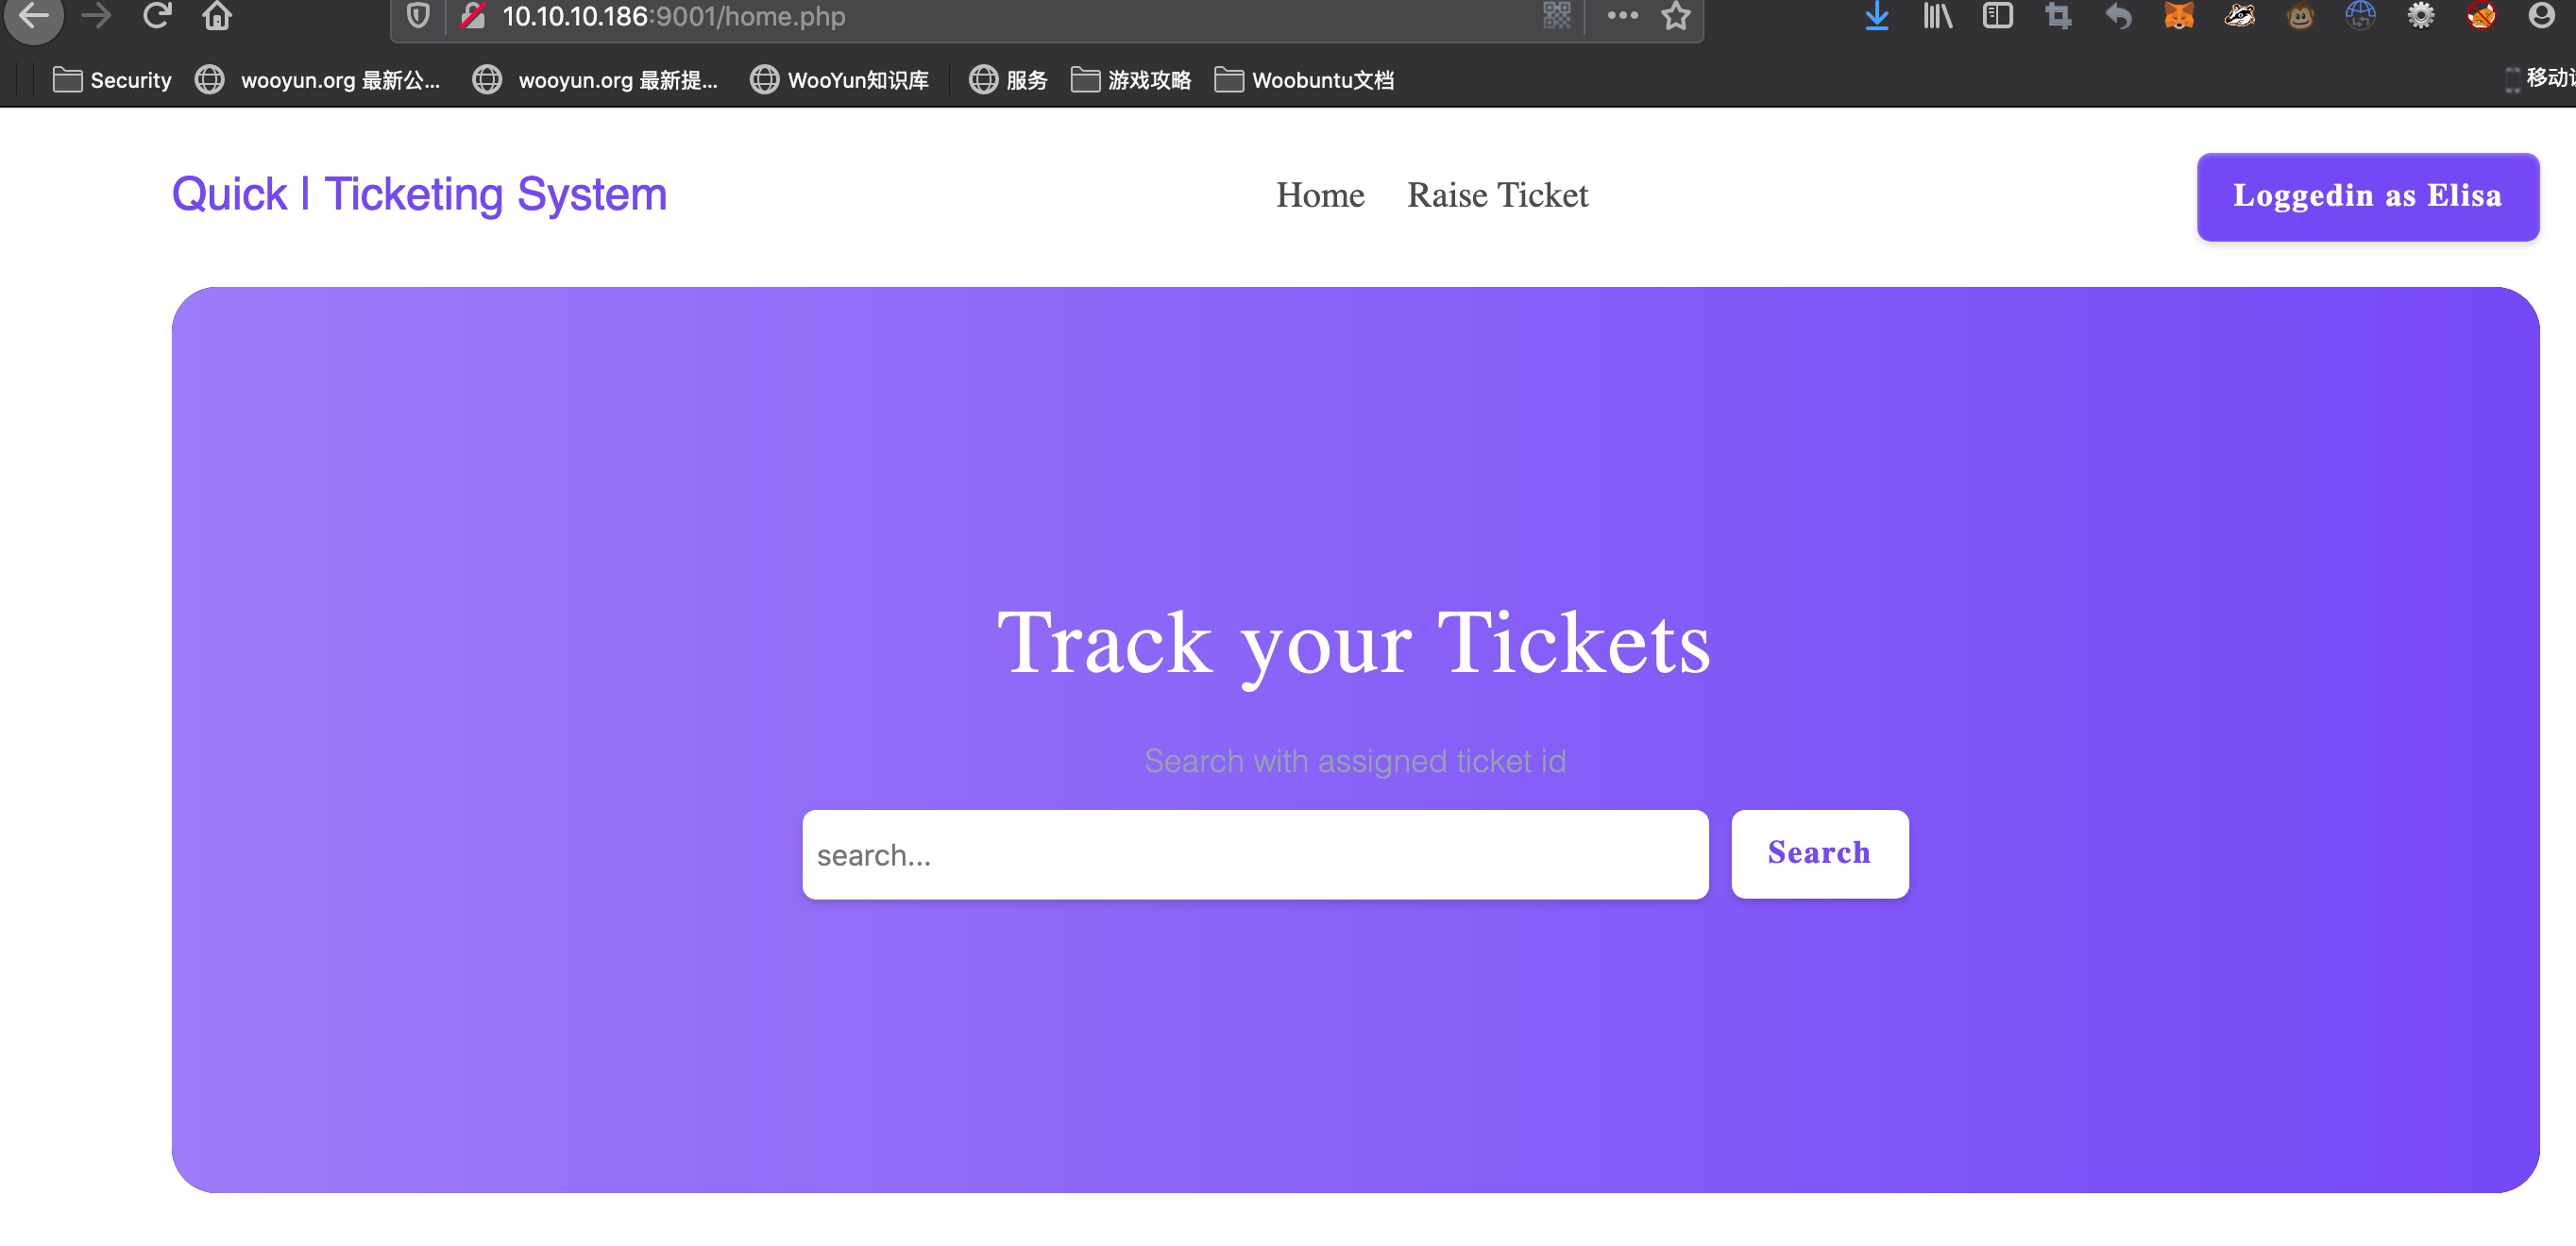 10.10.10.186:9001/home.php
Security wooyun.org 最新公... wooyun.org 最新提... WooYun知识库 服务 游戏攻略 Woobuntu文档 移动
Quick | Ticketing System Home Raise Ticket Loggedin as Elisa
Track your Tickets
Search with assigned ticket id
search... Search